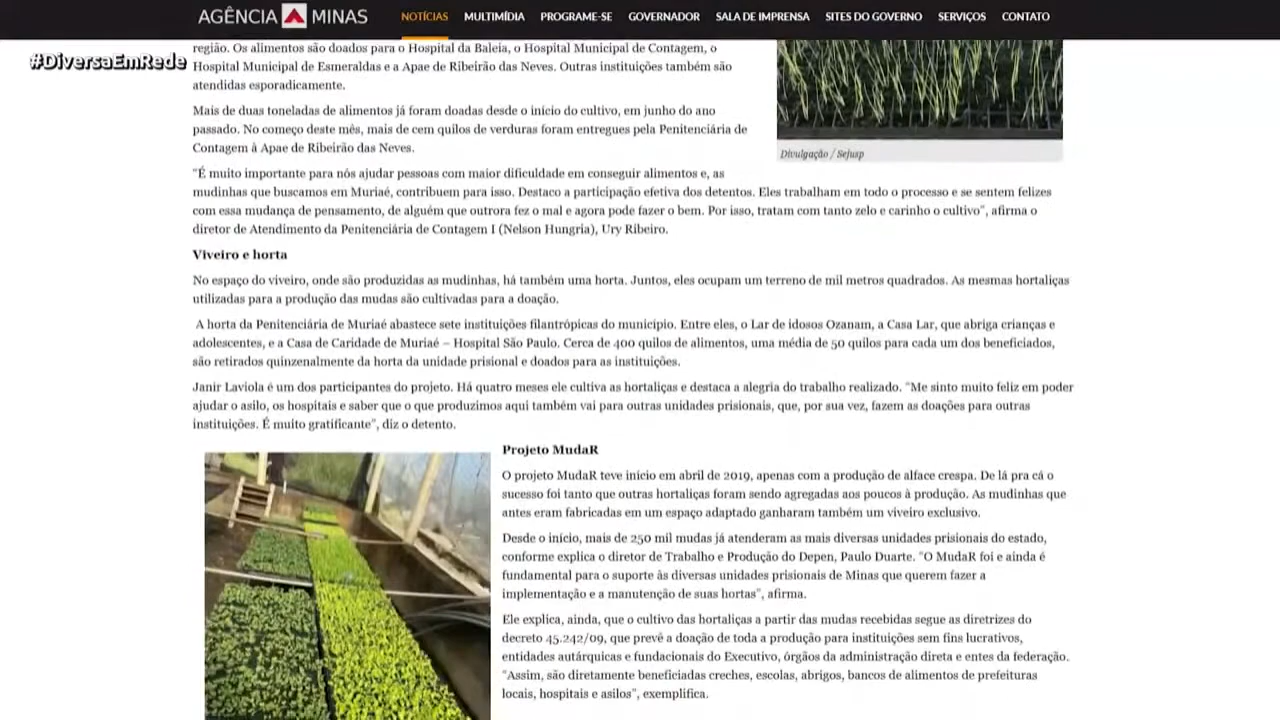 AGÊNCIA MINAS
NOTÍCIAS MULTIMÍDIA PROGRAME-SE GOVERNADOR SALA DE IMPRENSA SITES DO GOVERNO SERVIÇOS CONTATO
#DiversaEmRede
região. Os alimentos são doados para o Hospital da Baleia, o Hospital Municipal de Contagem, o
Hospital Municipal de Esmeraldas e a Apae de Ribeirão das Neves. Outras instituições também são
atendidas esporadicamente.
Mais de duas toneladas de alimentos já foram doadas desde o início do cultivo, em junho do ano
passado. No começo deste mês, mais de cem quilos de verduras foram entregues pela Penitenciária de
Contagem à Apae de Ribeirão das Neves.
Divulgação / Sejusp
"É muito importante para nós ajudar pessoas com maior dificuldade em conseguir alimentos e, as
mudinhas que buscamos em Muriaé, contribuem para isso. Destaco a participação efetiva dos detentos. Eles trabalham em todo o processo e se sentem felizes
com essa mudança de pensamento, de alguém que outrora fez o mal e agora pode fazer o bem. Por isso, tratam com tanto zelo e carinho o cultivo", afirma o
diretor de Atendimento da Penitenciária de Contagem I (Nelson Hungria), Ury Ribeiro.
Viveiro e horta
No espaço do viveiro, onde são produzidas as mudinhas, há também uma horta. Juntos, eles ocupam um terreno de mil metros quadrados. As mesmas hortaliças
utilizadas para a produção das mudas são cultivadas para a doação.
A horta da Penitenciária de Muriaé abastece sete instituições filantrópicas do município. Entre eles, o Lar de idosos Ozanam, a Casa Lar, que abriga crianças e
adolescentes, e a Casa de Caridade de Muriaé – Hospital São Paulo. Cerca de 400 quilos de alimentos, uma média de 50 quilos para cada um dos beneficiados,
são retirados quinzenalmente da horta da unidade prisional e doados para as instituições.
Janir Laviola é um dos participantes do projeto. Há quatro meses ele cultiva as hortaliças e destaca a alegria do trabalho realizado. "Me sinto muito feliz em poder
ajudar o asilo, os hospitais e saber que o que produzimos aqui também vai para outras unidades prisionais, que, por sua vez, fazem as doações para outras
instituições. É muito gratificante", diz o detento.
Projeto MudaR
O projeto MudaR teve início em abril de 2019, apenas com a produção de alface crespa. De lá pra cá o
sucesso foi tanto que outras hortaliças foram sendo agregadas aos poucos à produção. As mudinhas que
antes eram fabricadas em um espaço adaptado ganharam também um viveiro exclusivo.
Desde o início, mais de 250 mil mudas já atenderam as mais diversas unidades prisionais do estado,
conforme explica o diretor de Trabalho e Produção do Depen, Paulo Duarte. "O MudaR foi e ainda é
fundamental para o suporte às diversas unidades prisionais de Minas que querem fazer a
implementação e a manutenção de suas hortas", afirma.
Ele explica, ainda, que o cultivo das hortaliças a partir das mudas recebidas segue as diretrizes do
decreto 45.242/09, que prevê a doação de toda a produção para instituições sem fins lucrativos,
entidades autárquicas e fundacionais do Executivo, órgãos da administração direta e entes da federação.
"Assim, são diretamente beneficiadas creches, escolas, abrigos, bancos de alimentos de prefeituras
locais, hospitais e asilos", exemplifica.